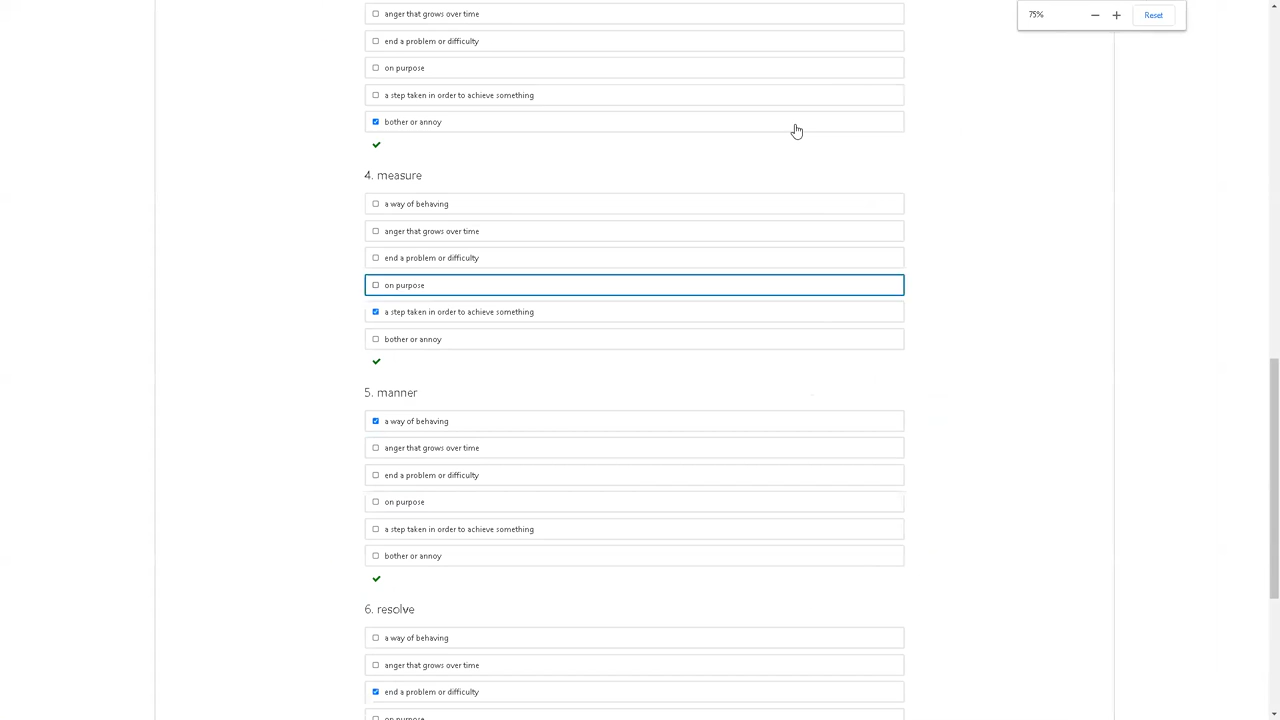 anger that grows over time
75%
Reset
end a problem or difficulty
on purpose
a step taken in order to achieve something
bother or annoy
4. measure
a way of behaving
anger that grows over time
end a problem or difficulty
on purpose
a step taken in order to achieve something
bother or annoy
5. manner
a way of behaving
anger that grows over time
end a problem or difficulty
on purpose
a step taken in order to achieve something
bother or annoy
6. resolve
a way of behaving
anger that grows over time
end a problem or difficulty
on purpose